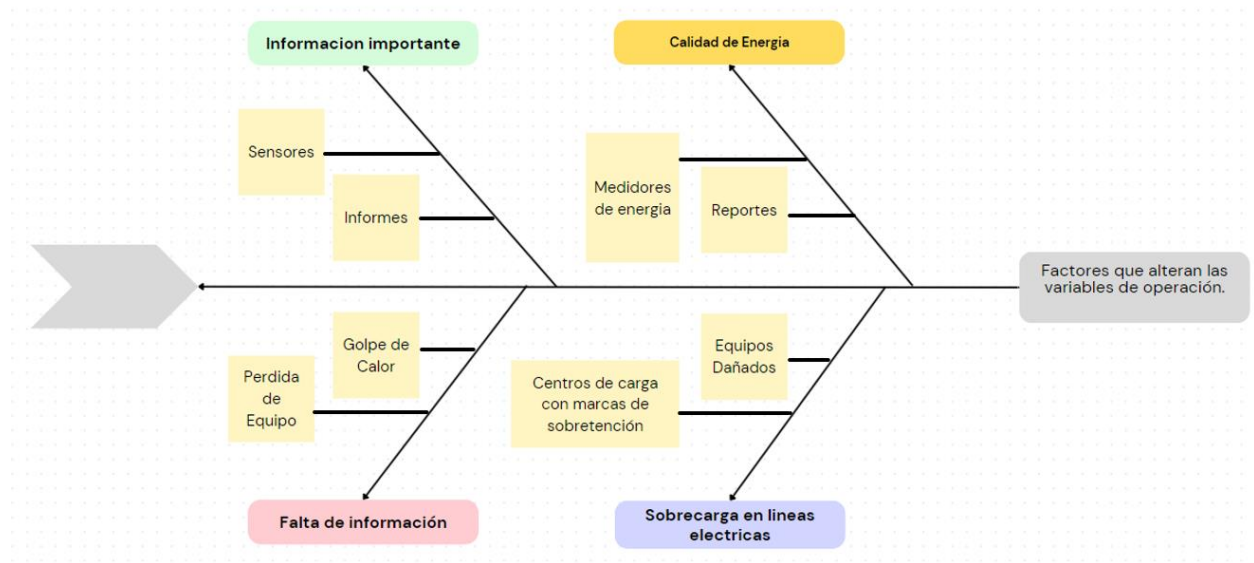 Informacion importante
Calidad de Energia
Sensores
Informes
Medidores
de energia
Reportes
Factores que alteran las
variables de operación.
Golpe de
Calor
Perdida
de
Equipo
Equipos
Dañados
Centros de carga
con marcas de
sobretención
Falta de información
Sobrecarga en lineas
electricas